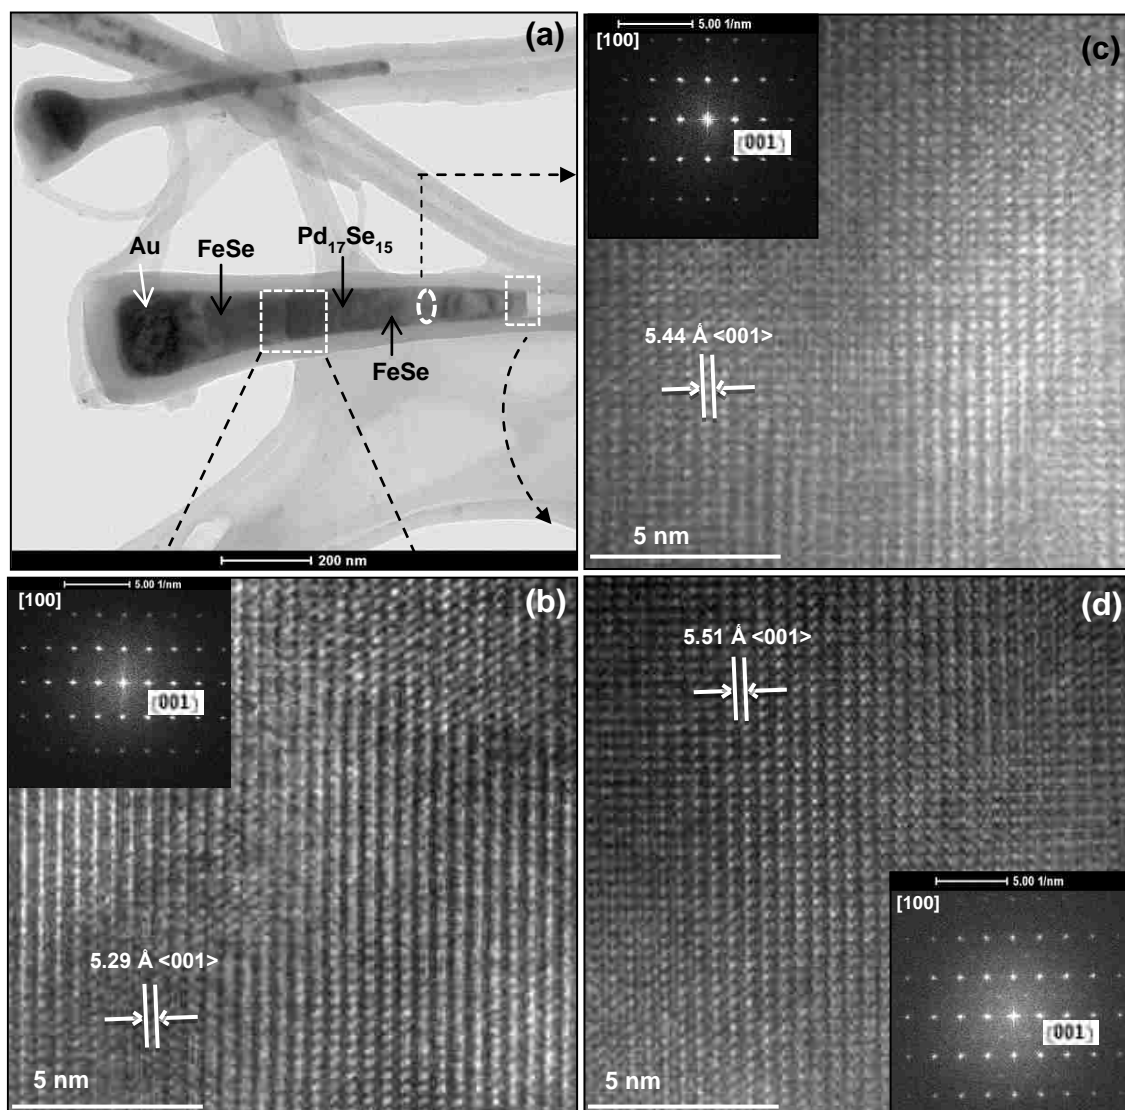 (a)
Au
FeSe
Pd17Se15
FeSe
200 nm
5.00 1/nm
[100]
(c)
(001)
5.44 Å <001>
5 nm
5.00 1/nm
[100]
(b)
(001)
5.29 Å <001>
5 nm
(d)
5.51 Å <001>
5.00 1/nm
[100]
(001)
5 nm